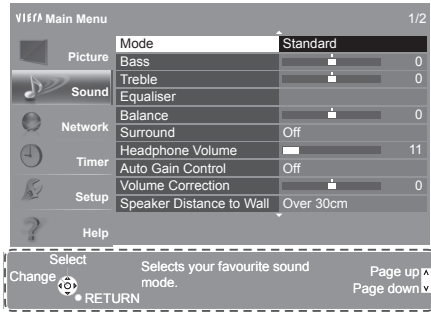 VIErA Main Menu 1/2
Picture
Sound
Network
Timer
Setup
Help
Mode Standard
Bass 0
Treble 0
Equaliser
Balance 0
Surround Off
Headphone Volume 11
Auto Gain Control Off
Volume Correction 0
Speaker Distance to Wall Over 30cm
Select
Change
RETURN
Selects your favourite sound
mode.
Page up
Page down